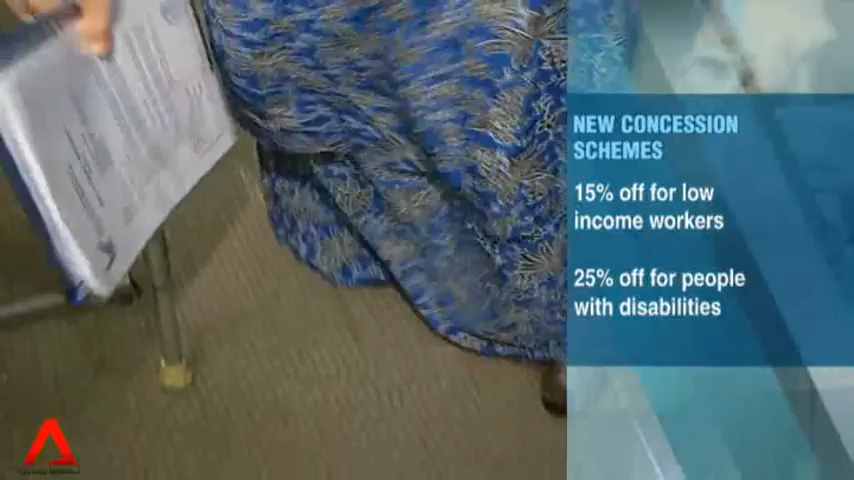 NEW CONCESSION
SCHEMES
15% off for low
income workers
25% off for people
with disabilities